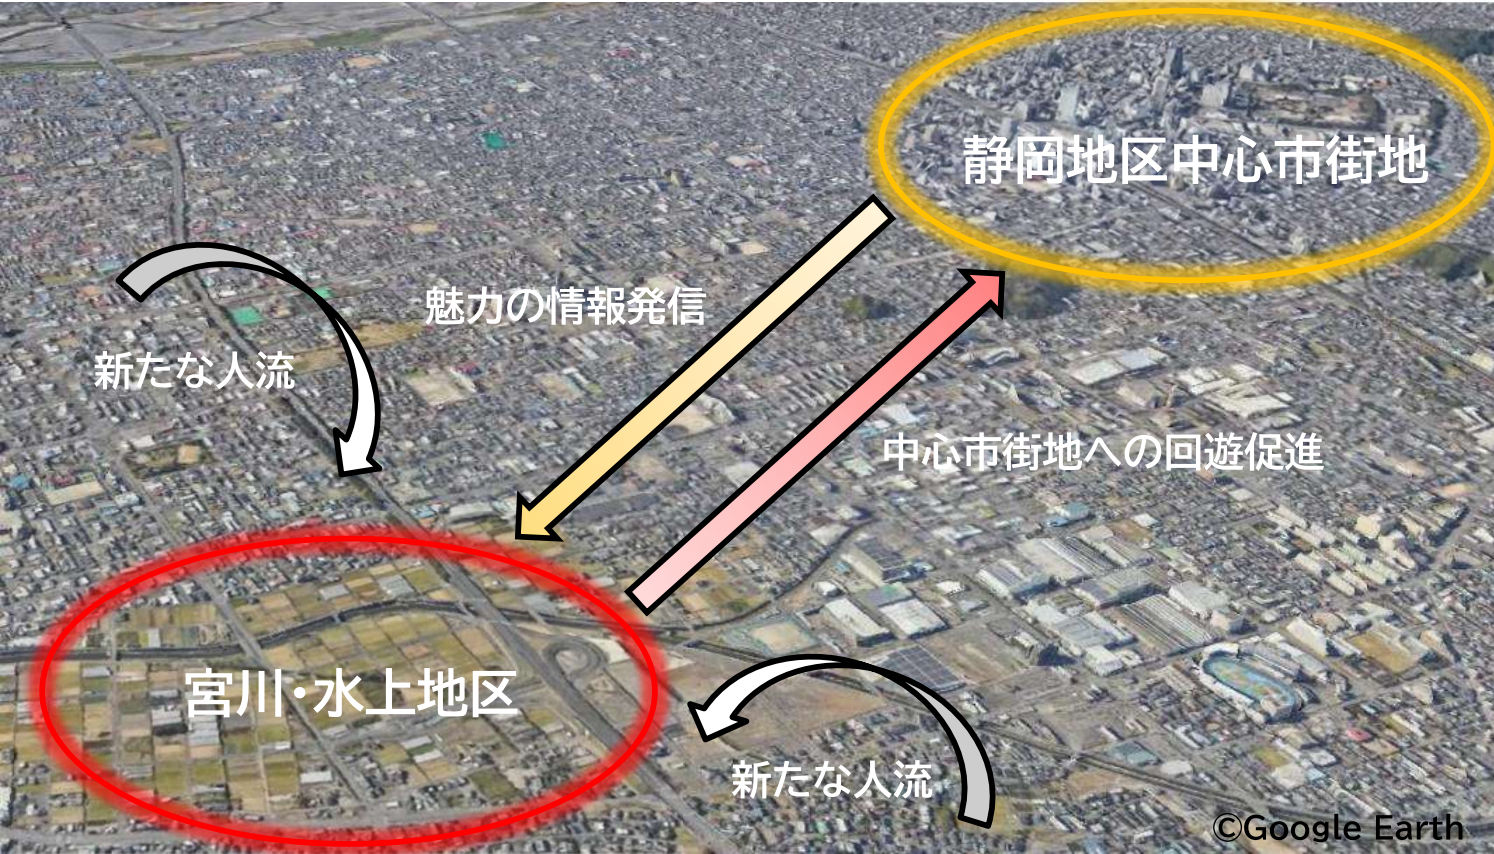 静岡地区中心市街地
魅力の情報発信
新たな人流
中心市街地への回遊促進
宮川・水上地区
新たな人流
©Google Earth